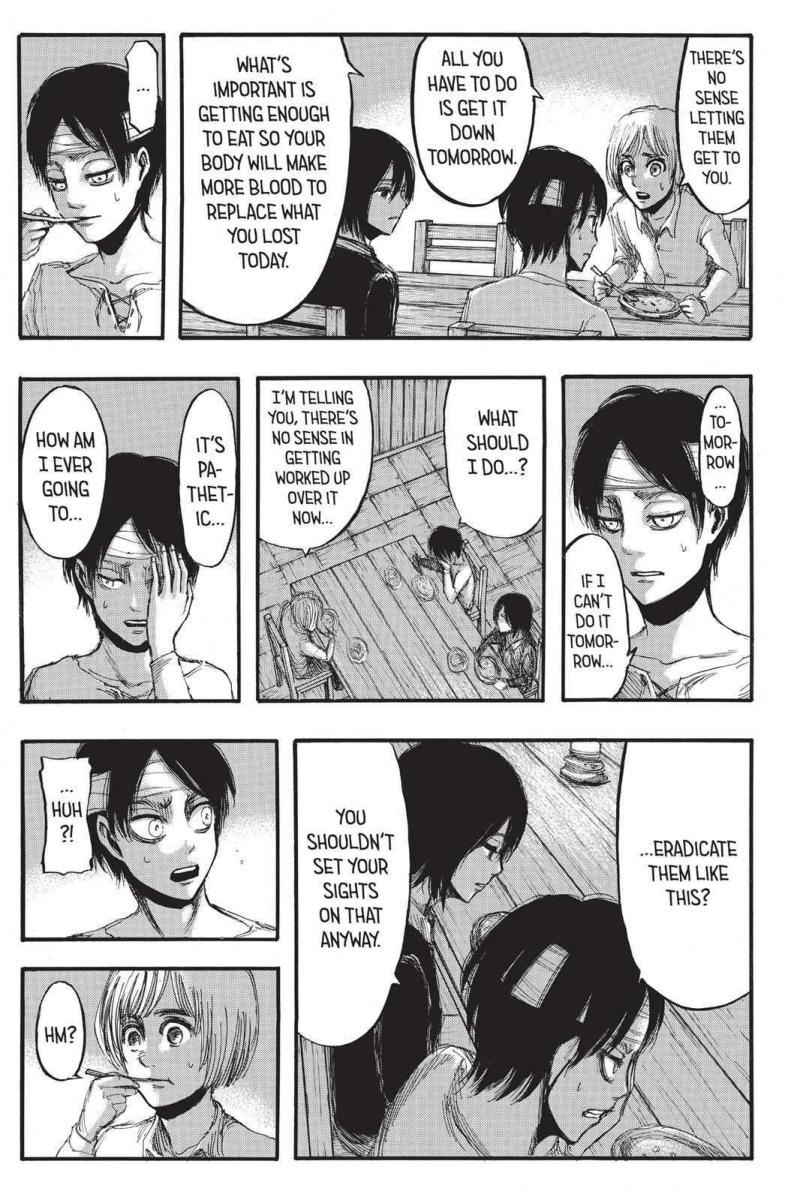 THERE'S
NO
SENSE
LETTING
THEM
GET TO
YOU.
ALL YOU
HAVE TO DO
IS GET IT
DOWN
TOMORROW.
WHAT'S
IMPORTANT IS
GETTING ENOUGH
TO EAT SO YOUR
BODY WILL MAKE
MORE BLOOD TO
REPLACE WHAT
YOU LOST
TODAY.
...
...
TO-
MOR-
ROW
...
IF I
CAN'T
DO IT
TOMOR-
ROW...
WHAT
SHOULD
I DO...?
I'M TELLING
YOU, THERE'S
NO SENSE IN
GETTING
WORKED UP
OVER IT
NOW...
IT'S
PA-
THET-
IC...
HOW AM
I EVER
GOING
TO...
...ERADICATE
THEM LIKE
THIS?
YOU
SHOULDN'T
SET YOUR
SIGHTS
ON THAT
ANYWAY.
...
HUH
?!
HM?